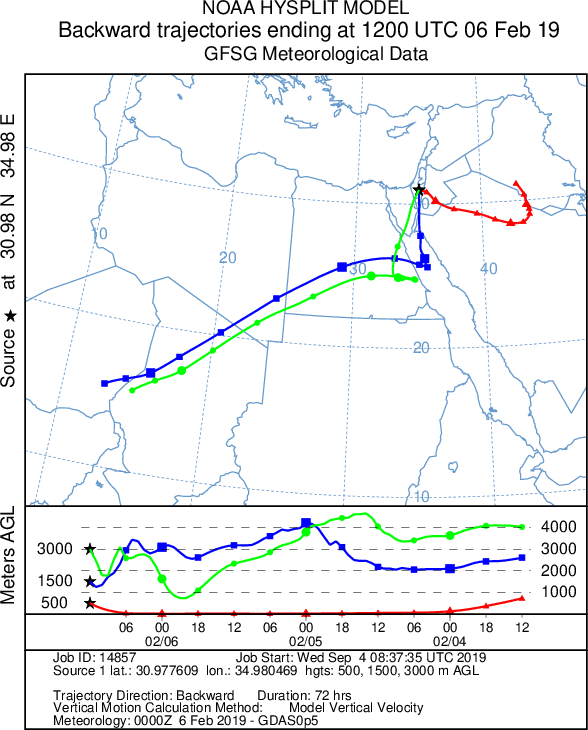 NOAA HYSPLIT MODEL
Backward trajectories ending at 1200 UTC 06 Feb 19
GFSG Meteorological Data
Source ★ at 30.98 N 34.98 E
10
20
30
40
30
20
10
Meters AGL
3000
1500
500
4000
3000
2000
1000
06 00 18 12 06 00 18 12 06 00 18 12
02/06 02/05 02/04
Job ID: 14857 Job Start: Wed Sep 4 08:37:35 UTC 2019
Source 1 lat.: 30.977609 lon.: 34.980469 hgts: 500, 1500, 3000 m AGL
Trajectory Direction: Backward Duration: 72 hrs
Vertical Motion Calculation Method: Model Vertical Velocity
Meteorology: 0000Z 6 Feb 2019 - GDAS0p5